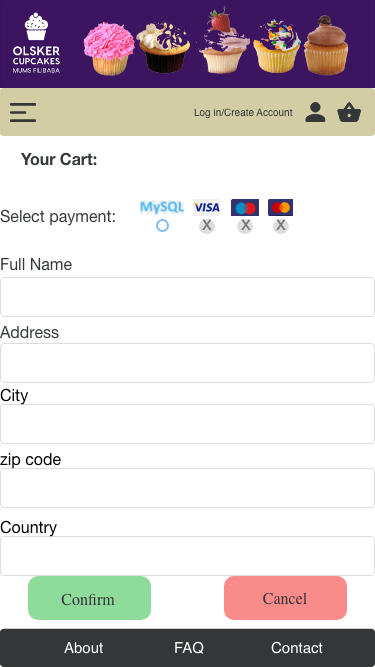 OLSKER
CUPCAKES
MUMS FILIBABA
Log in/Create Account
Your Cart:
Select payment:
MySQL
VISA
X
X
X
Full Name
Address
City
zip code
Country
Confirm
Cancel
About
FAQ
Contact